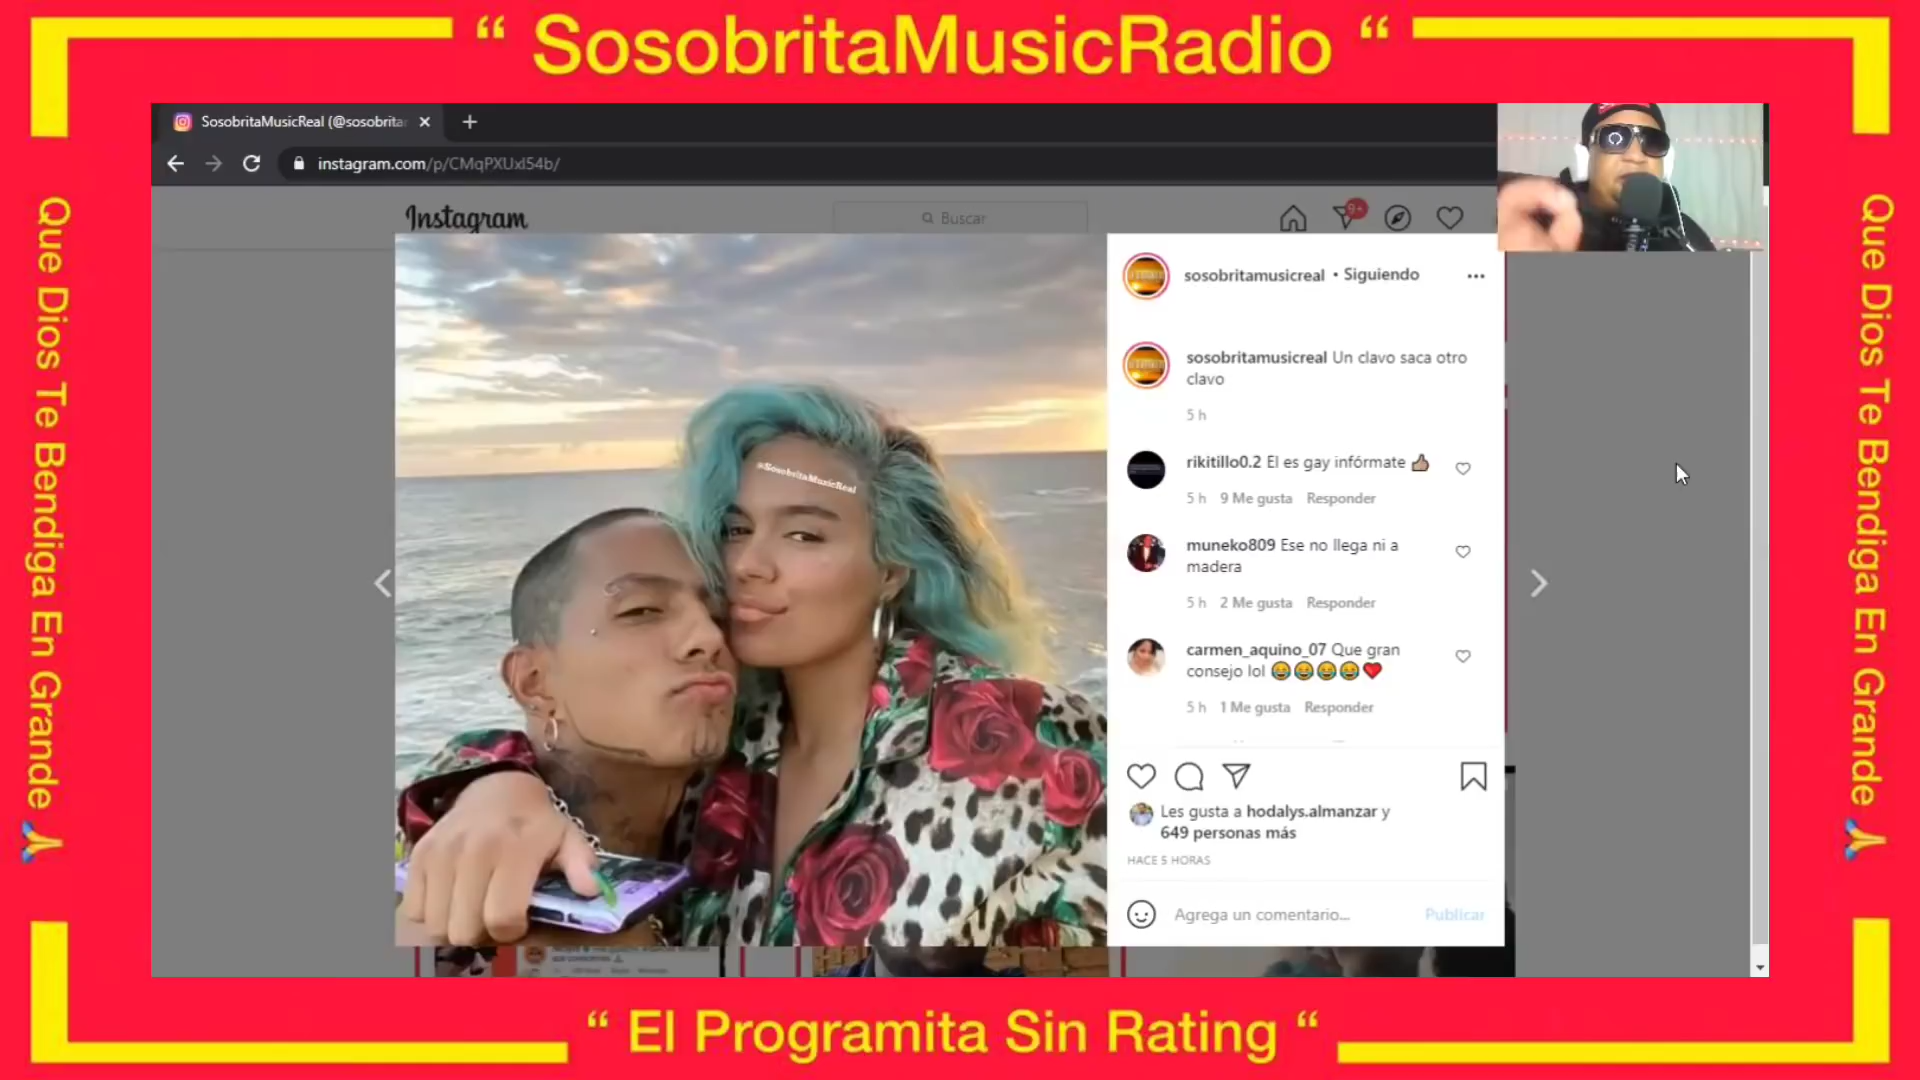 “ SosobritaMusicRadio “
SosobritaMusicReal (@sosobrita
instagram.com/p/CMqPXUxl54b/
Instagram
Buscar
9+
sosobritamusicreal • Siguiendo
sosobritamusicreal Un clavo saca otro
clavo
5 h
rikitillo0.2 El es gay infórmate 👍
5 h 9 Me gusta Responder
muneko809 Ese no llega ni a
madera
5 h 2 Me gusta Responder
carmen_aquino_07 Que gran
consejo lol 😂😂😂😂❤️
5 h 1 Me gusta Responder
Les gusta a hodalys.almanzar y
649 personas más
HACE 5 HORAS
Agrega un comentario... Publicar
@SosobritaMusicReal
Que Dios Te Bendiga En Grande 🙏
Que Dios Te Bendiga En Grande 🙏
“ El Programita Sin Rating “